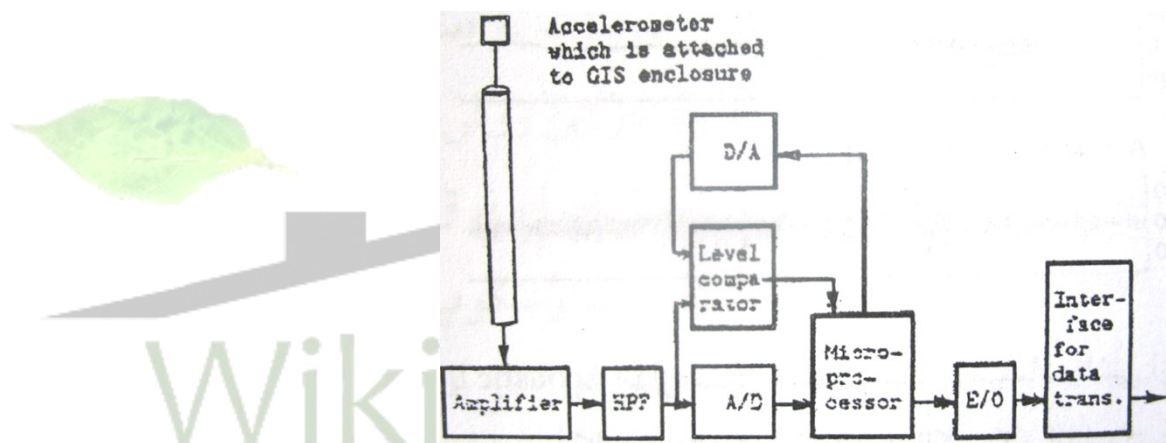 Accelerometer
which is attached
to GIS enclosure
D/A
Level
compa
rator
Micro-
pro-
cessor
Inter-
face
for
data
trans.
Amplifier
HPF
A/D
E/O
Wiki